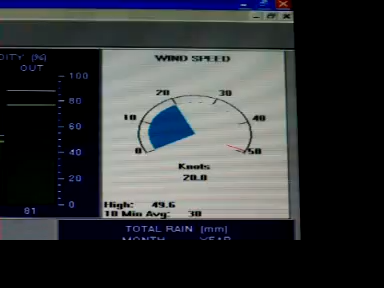 DITY (%)
OUT
100
80
60
40
20
0
81
WIND SPEED
0
10
20
30
40
50
Knots
20.0
High: 49.6
10 Min Avg: 30
TOTAL RAIN (mm)
MONTH YEAR